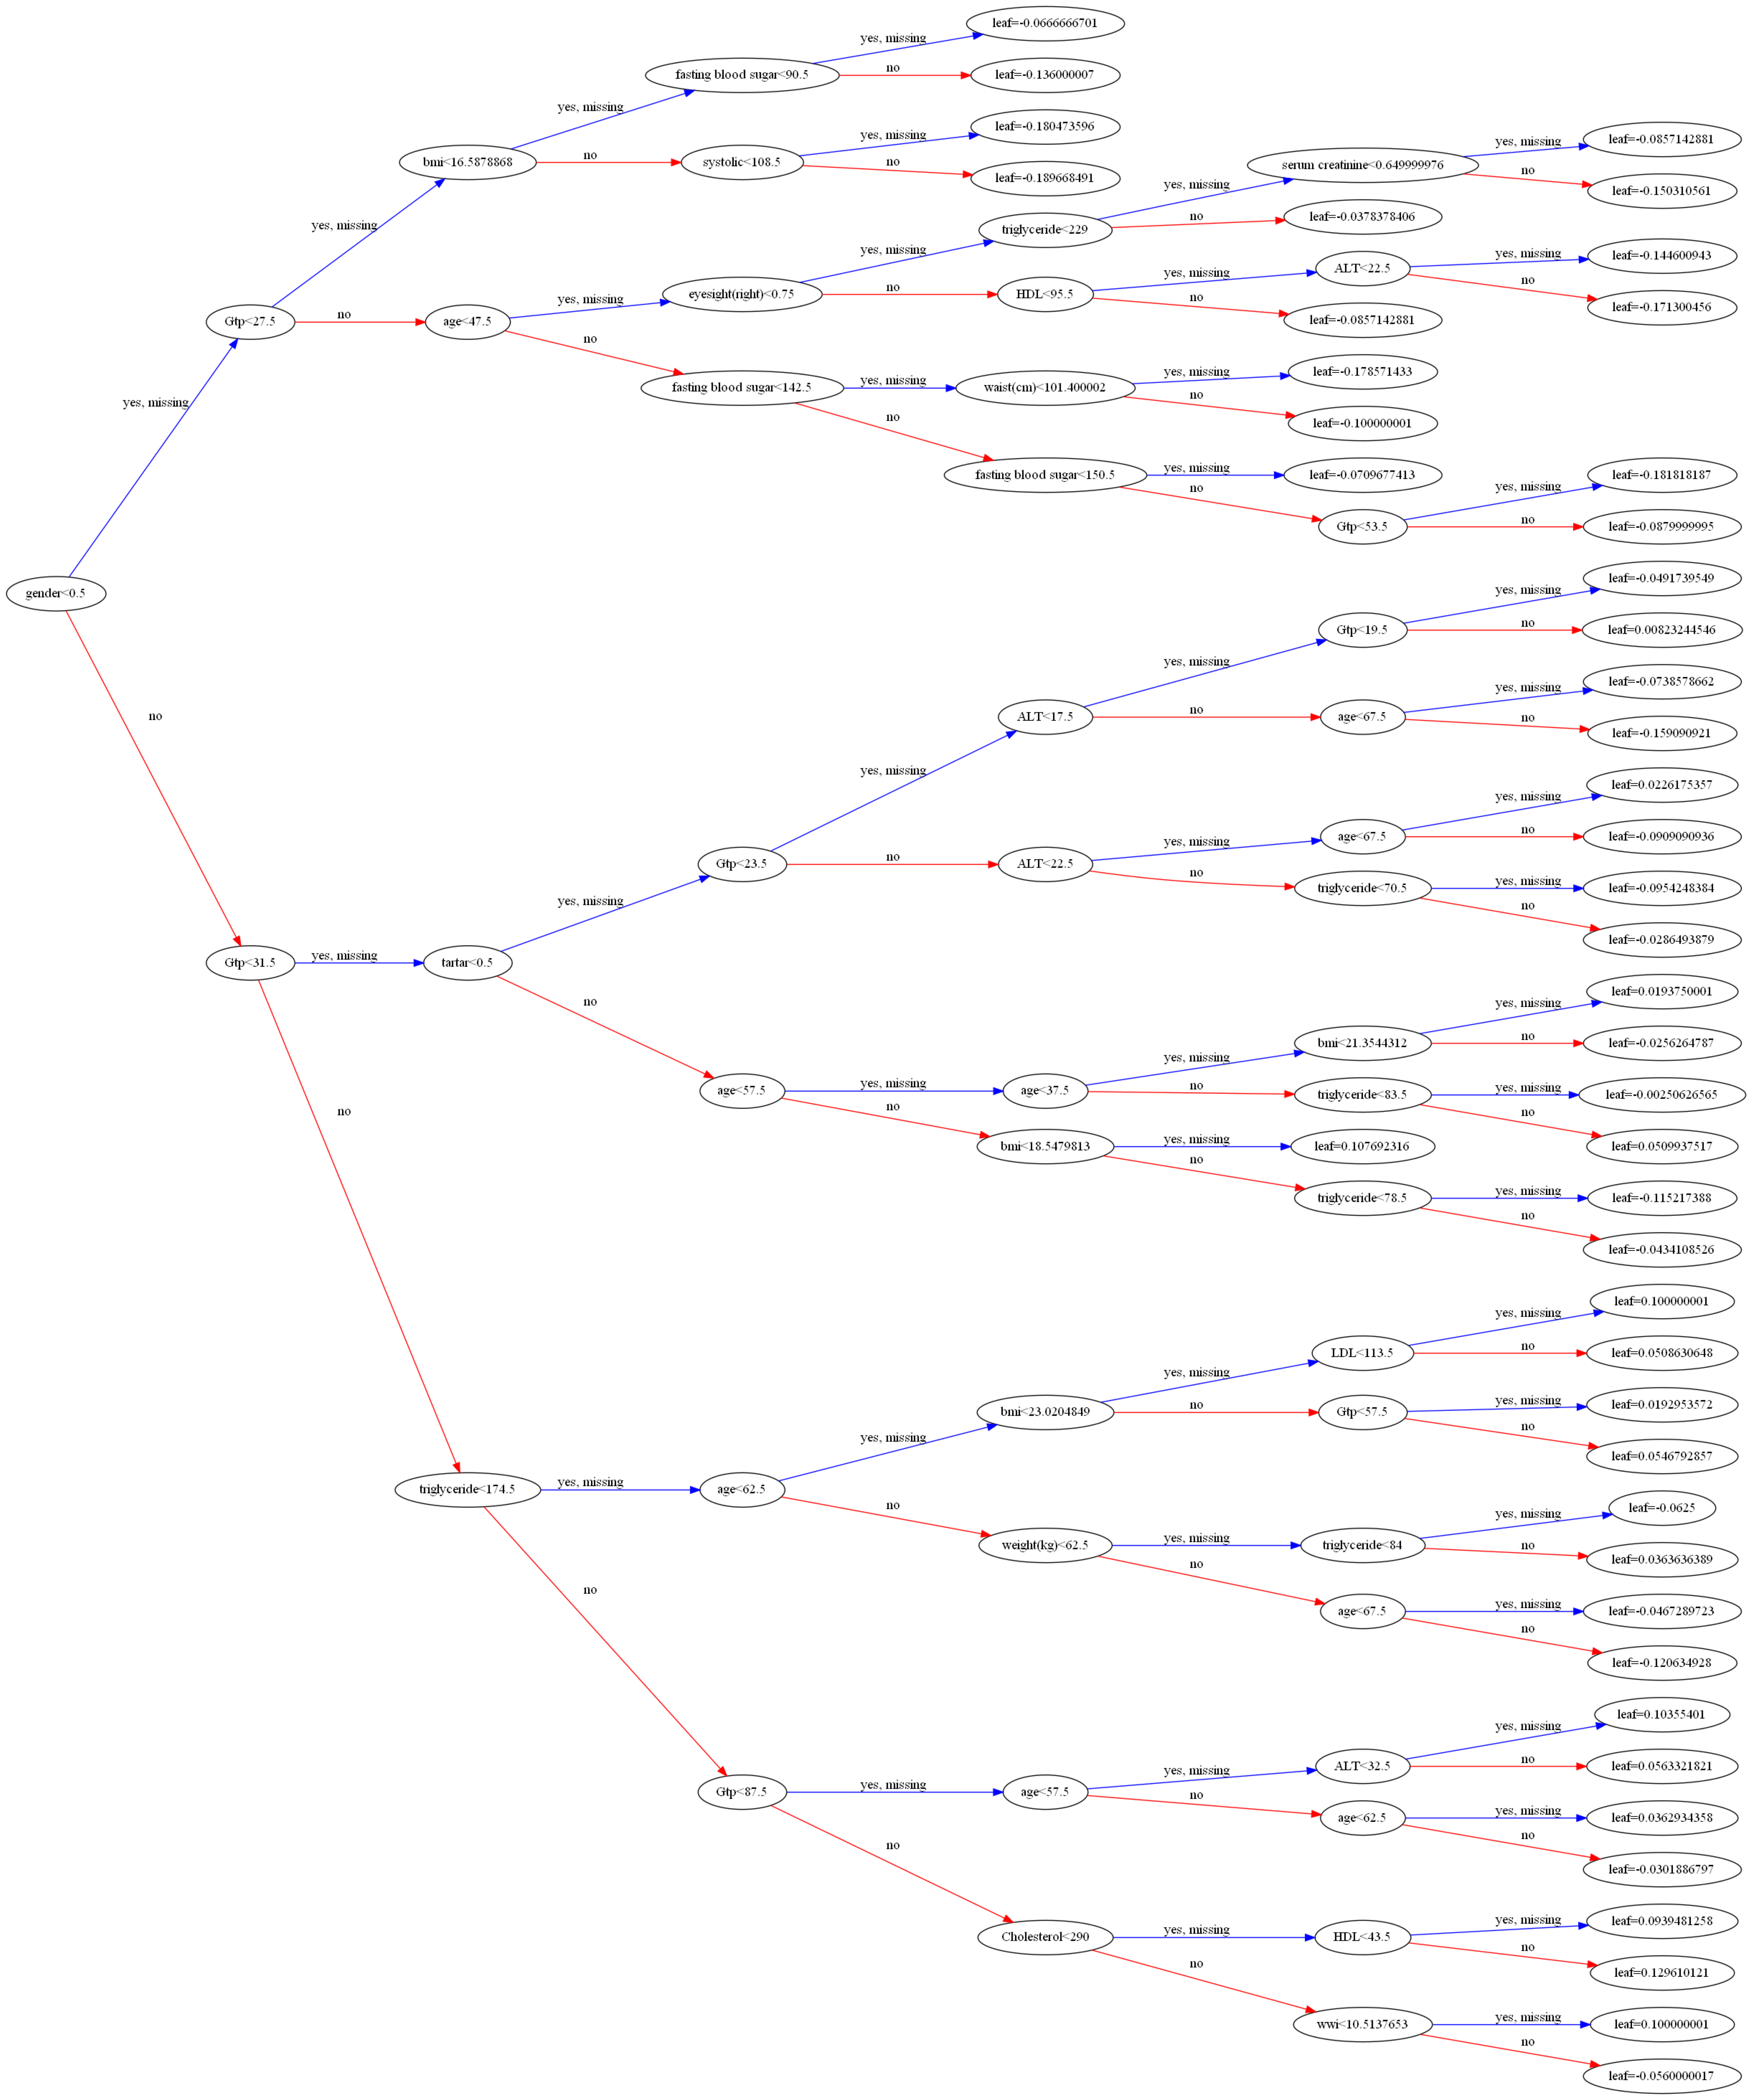 leaf=-0.0666666701
yes, missing
fasting blood sugar<90.5
no
leaf=-0.136000007
yes, missing
leaf=-0.180473596
yes, missing
bmi<16.5878868
no
systolic<108.5
no
leaf=-0.189668491
serum creatinine<0.649999976
yes, missing
leaf=-0.0857142881
no
leaf=-0.150310561
yes, missing
triglyceride<229
no
leaf=-0.0378378406
yes, missing
yes, missing
eyesight(right)<0.75
no
HDL<95.5
yes, missing
ALT<22.5
yes, missing
leaf=-0.144600943
no
leaf=-0.171300456
no
leaf=-0.0857142881
Gtp<27.5
no
age<47.5
yes, missing
no
fasting blood sugar<142.5
yes, missing
waist(cm)<101.400002
yes, missing
leaf=-0.178571433
no
leaf=-0.100000001
no
fasting blood sugar<150.5
yes, missing
leaf=-0.0709677413
no
Gtp<53.5
yes, missing
leaf=-0.181818187
no
leaf=-0.0879999995
yes, missing
gender<0.5
no
Gtp<19.5
yes, missing
leaf=-0.0491739549
no
leaf=0.00823244546
yes, missing
ALT<17.5
no
age<67.5
yes, missing
leaf=-0.0738578662
no
leaf=-0.159090921
yes, missing
Gtp<23.5
no
ALT<22.5
yes, missing
age<67.5
yes, missing
leaf=0.0226175357
no
leaf=-0.0909090936
no
triglyceride<70.5
yes, missing
leaf=-0.0954248384
no
leaf=-0.0286493879
yes, missing
Gtp<31.5
yes, missing
tartar<0.5
no
age<57.5
yes, missing
age<37.5
yes, missing
bmi<21.3544312
yes, missing
leaf=0.0193750001
no
leaf=-0.0256264787
no
triglyceride<83.5
yes, missing
leaf=-0.00250626565
no
leaf=0.0509937517
no
bmi<18.5479813
yes, missing
leaf=0.107692316
no
triglyceride<78.5
yes, missing
leaf=-0.115217388
no
leaf=-0.0434108526
no
triglyceride<174.5
yes, missing
age<62.5
yes, missing
bmi<23.0204849
yes, missing
LDL<113.5
yes, missing
leaf=0.100000001
no
leaf=0.0508630648
no
Gtp<57.5
yes, missing
leaf=0.0192953572
no
leaf=0.0546792857
no
weight(kg)<62.5
yes, missing
triglyceride<84
yes, missing
leaf=-0.0625
no
leaf=0.0363636389
no
age<67.5
yes, missing
leaf=-0.0467289723
no
leaf=-0.120634928
no
Gtp<87.5
yes, missing
age<57.5
yes, missing
ALT<32.5
yes, missing
leaf=0.10355401
no
leaf=0.0563321821
no
age<62.5
yes, missing
leaf=0.0362934358
no
leaf=-0.0301886797
no
Cholesterol<290
yes, missing
HDL<43.5
yes, missing
leaf=0.0939481258
no
leaf=0.129610121
no
wwi<10.5137653
yes, missing
leaf=0.100000001
no
leaf=-0.0560000017